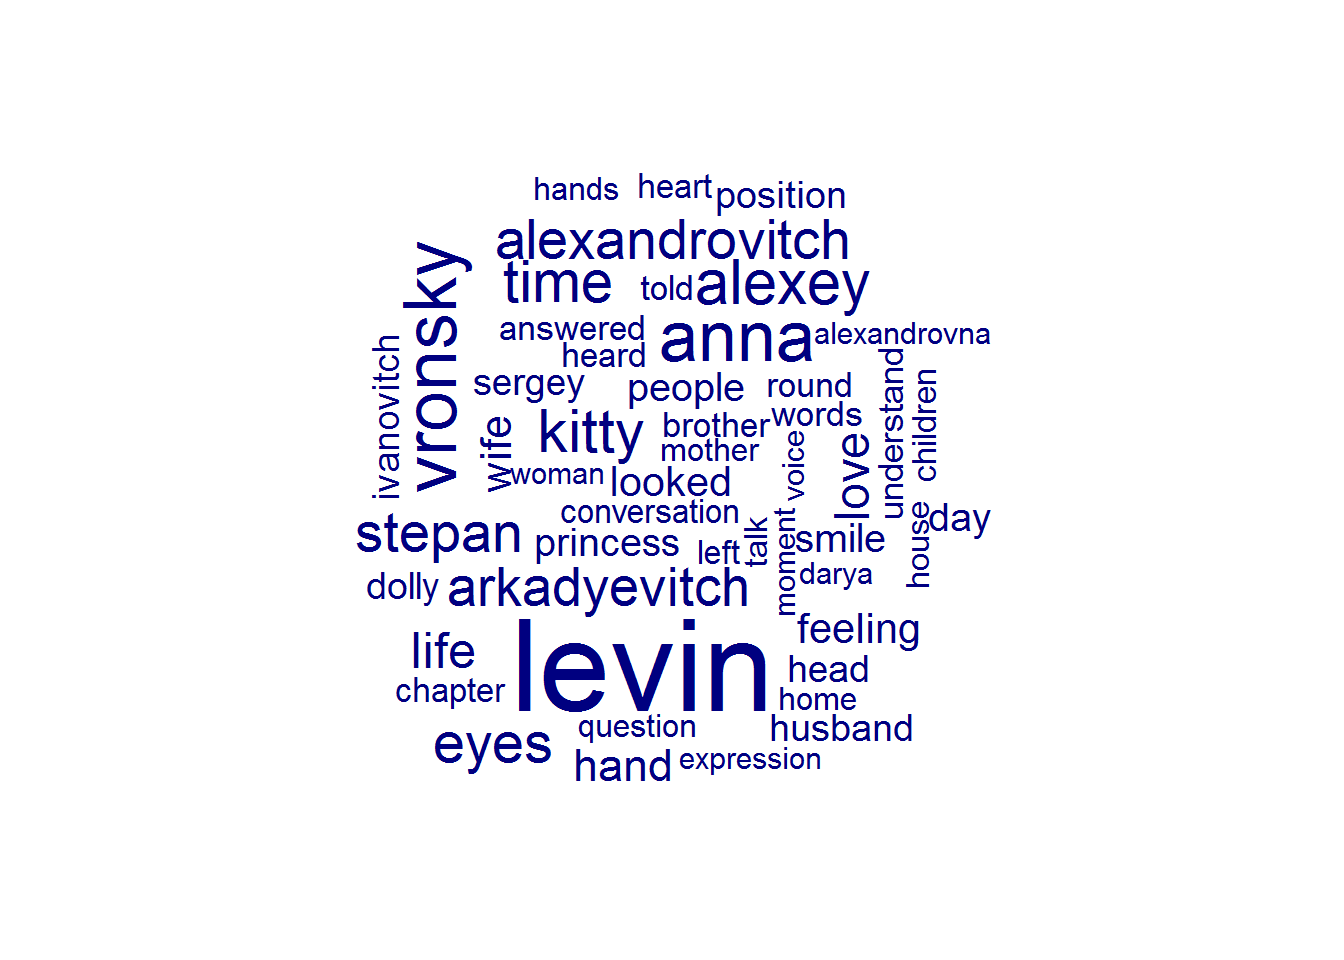 hands
heart
position
alexandrovitch
vronsky
time
told
alexey
answered
anna
alexandrovna
heard
ivanovitch
sergey
people
round
understand
children
kitty
brother
words
wife
mother
voice
love
woman
looked
conversation
day
stepan
princess
left
talk
moment
smile
house
dolly
arkadyevitch
darya
life
levin
feeling
chapter
head
home
eyes
question
husband
hand
expression